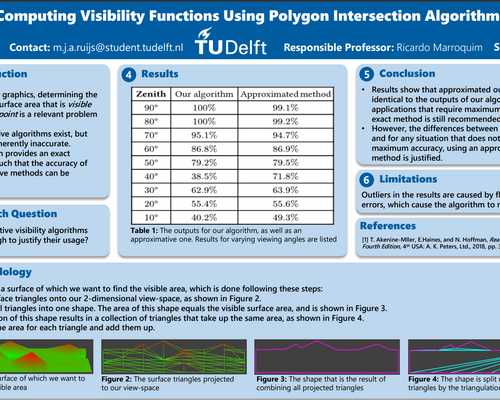 Computing Visibility Functions Using Polygon Intersection Algorithm
Contact: m.j.a.ruijs@student.tudelft.nl
TUDelft
Responsible Professor: Ricardo Marroquim
graphics, determining the
surface area that is visible
point is a relevant problem
ive algorithms exist, but
herently inaccurate.
n provides an exact
such that the accuracy of
ve methods can be
ch Question
tive visibility algorithms
gh to justify their usage?
4 Results
Zenith Our algorithm Approximated method
90° 100% 99.1%
80° 100% 99.2%
70° 95.1% 94.7%
60° 86.8% 86.9%
50° 79.2% 79.5%
40° 38.5% 71.8%
30° 62.9% 63.9%
20° 55.4% 55.6%
10° 40.2% 49.3%
Table 1: The outputs for our algorithm, as well as an
approximative one. Results for varying viewing angles are listed
5 Conclusion
• Results show that approximated ou
identical to the outputs of our algo
applications that require maximum
exact method is still recommended
• However, the differences between
and for any situation that does not
maximum accuracy, using an appro
method is justified.
6 Limitations
Outliers in the results are caused by fl
errors, which cause the algorithm to r
References
[1] T. Akenine-Mller, E.Haines, and N. Hoffman, Rea
Fourth Edition, 4th USA: A. K. Peters, Ltd., 2018, pp.
dology
a surface of which we want to find the visible area, which is done following these steps:
face triangles onto our 2-dimensional view-space, as shown in Figure 2.
l triangles into one shape. The area of this shape equals the visible surface area, and is shown in Figure 3.
on of this shape results in a collection of triangles that take up the same area, as shown in Figure 4.
he area for each triangle and add them up.
surface of which we want to
ible area
Figure 2: The surface triangles projected
to our view-space
Figure 3: The shape that is the result of
combining all projected triangles
Figure 4: The shape is split
triangles by the triangulation